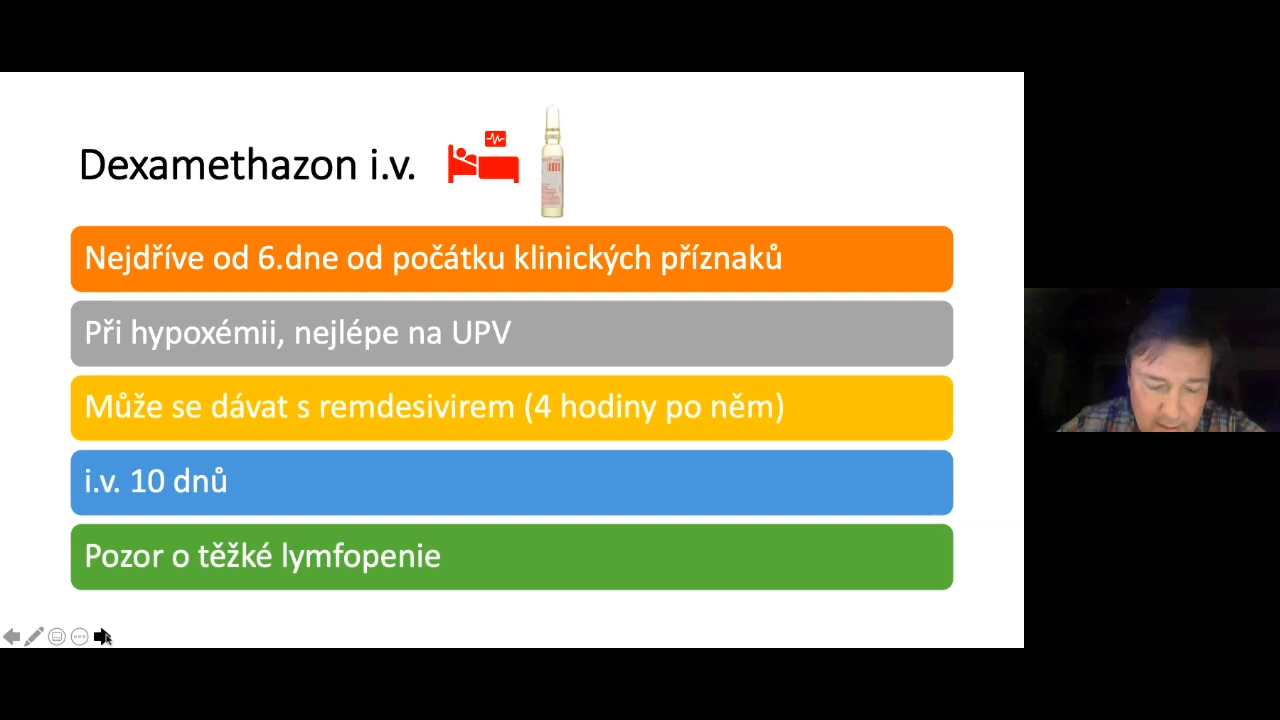 Dexamethazon i.v.
Nejdříve od 6.dne od počátku klinických příznaků
Při hypoxémii, nejlépe na UPV
Může se dávat s remdesivirem (4 hodiny po něm)
i.v. 10 dnů
Pozor o těžké lymfopenie